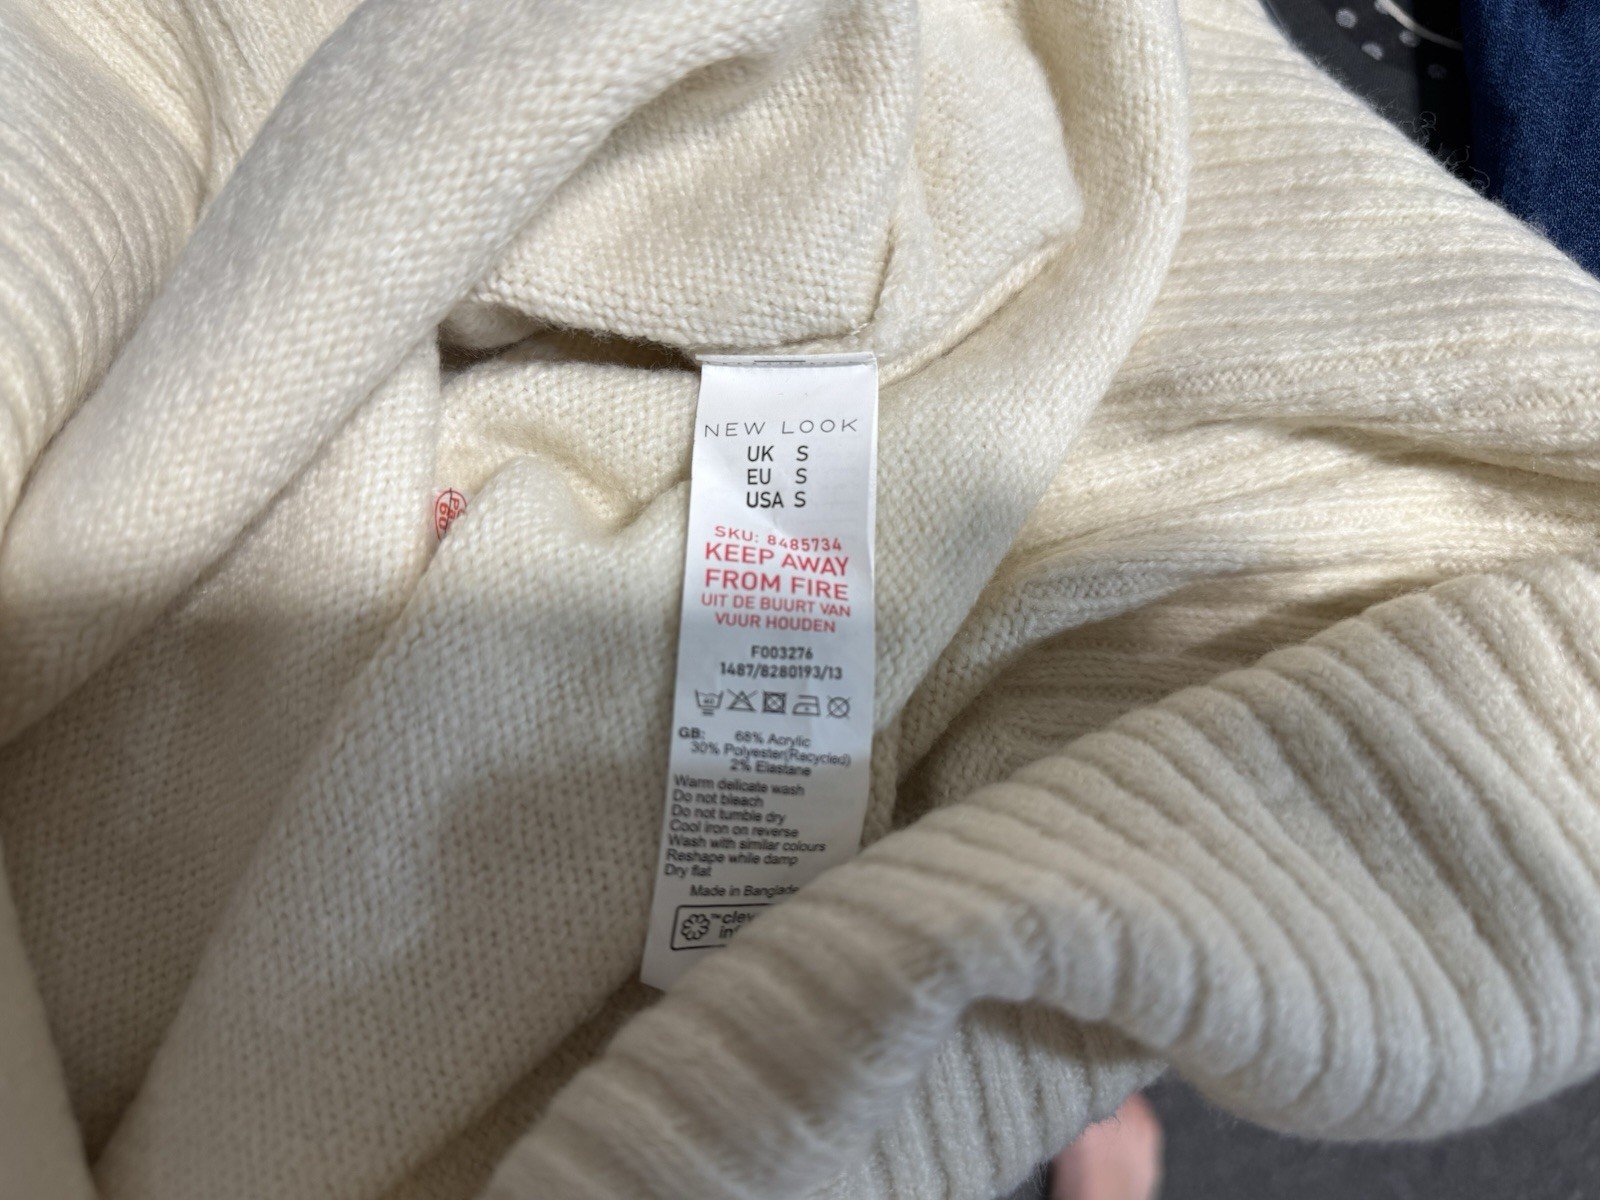 NEW LOOK
UK S
EU S
USA S
SKU: 8485734
KEEP AWAY
FROM FIRE
UIT DE BUURT VAN
VUUR HOUDEN
F003276
1487/8280193/13
GB: 68% Acrylic
30% Polyester(Recycled)
2% Elastane
Warm delicate wash
Do not bleach
Do not tumble dry
Cool iron on reverse
Wash with similar colours
Reshape while damp
Dry flat
Made in